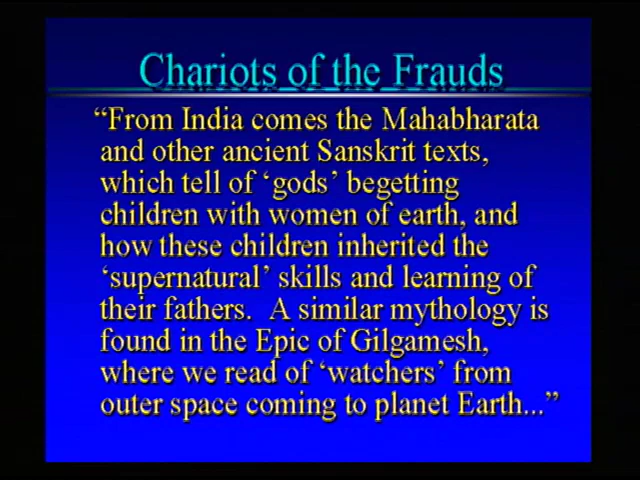 Chariots of the Frauds
“From India comes the Mahabharata
and other ancient Sanskrit texts,
which tell of ‘gods’ begetting
children with women of earth, and
how these children inherited the
‘supernatural’ skills and learning of
their fathers.  A similar mythology is
found in the Epic of Gilgamesh,
where we read of ‘watchers’ from
outer space coming to planet Earth...”